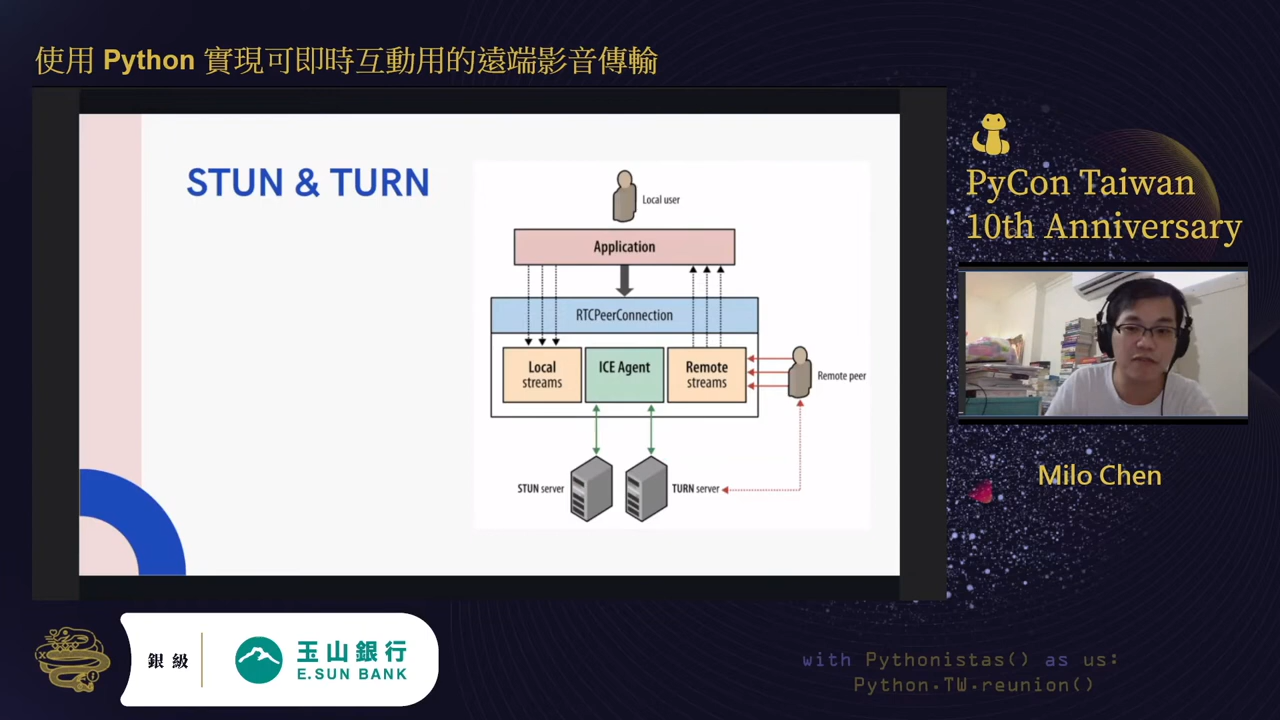 使用 Python 實現可即時互動用的遠端影音傳輸
STUN & TURN
Local user
Application
RTCPeerConnection
Local
streams
ICE Agent
Remote
streams
Remote peer
STUN server
TURN server
PyCon Taiwan
10th Anniversary
Milo Chen
銀級
玉山銀行
E.SUN BANK
with Pythonistas() as us:
Python.TW.reunion()